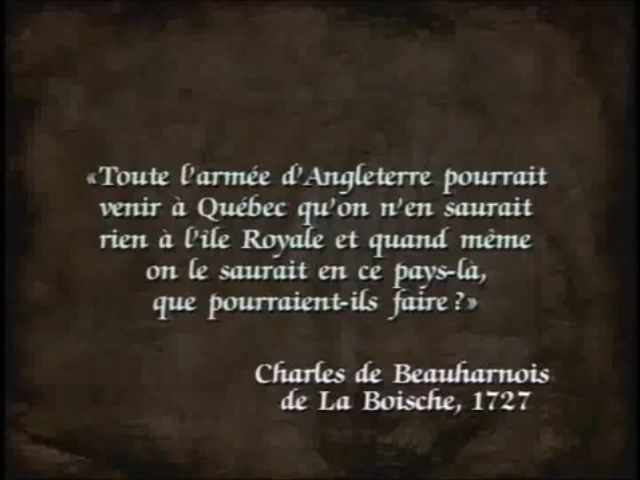 «Toute l'armée d'Angleterre pourrait
venir à Québec qu'on n'en saurait
rien à l'île Royale et quand même
on le saurait en ce pays-là,
que pourraient-ils faire?»
Charles de Beauharnois
de La Boische, 1727